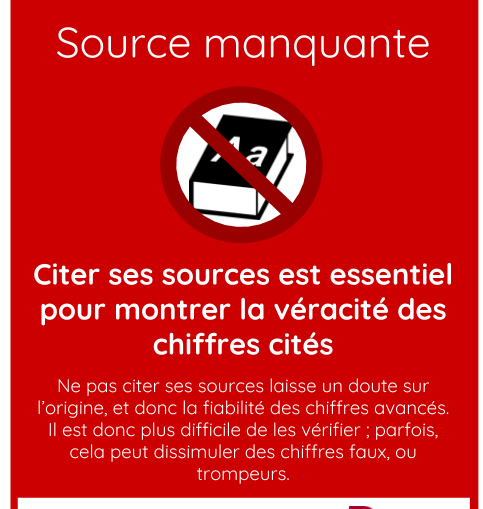 Source manquante
Aa
Citer ses sources est essentiel
pour montrer la véracité des
chiffres cités
Ne pas citer ses sources laisse un doute sur
l'origine, et donc la fiabilité des chiffres avancés.
Il est donc plus difficile de les vérifier ; parfois,
cela peut dissimuler des chiffres faux, ou
trompeurs.